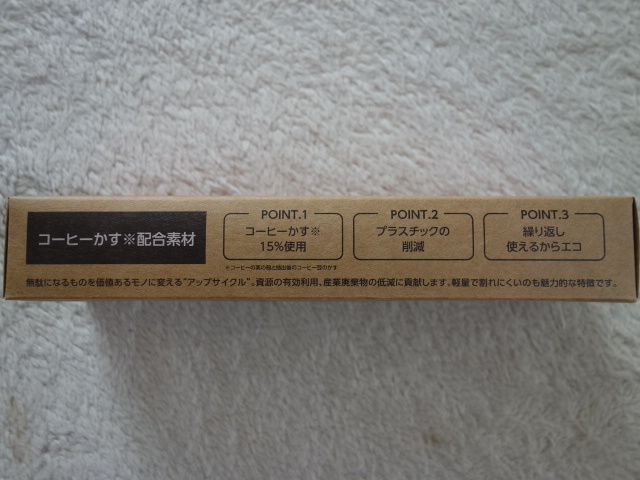 コーヒーかす※配合素材
POINT.1
コーヒーかす※
15%使用
POINT.2
プラスチックの
削減
POINT.3
繰り返し
使えるからエコ
無駄になるものを価値あるモノに変える"アップサイクル"。資源の有効利用、産業廃棄物の低減に貢献します。軽量で割れにくいのも魅力的な特徴です。